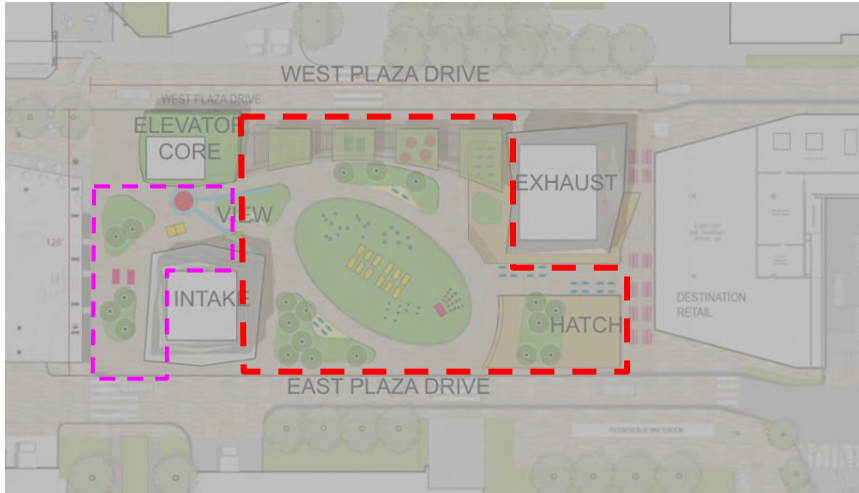 WEST PLAZA DRIVE
WEST PLAZA DRIVE
ELEVATOR
CORE
EXHAUST
VIEW
126'
INTAKE
DESTINATION
RETAIL
HATCH
EAST PLAZA DRIVE